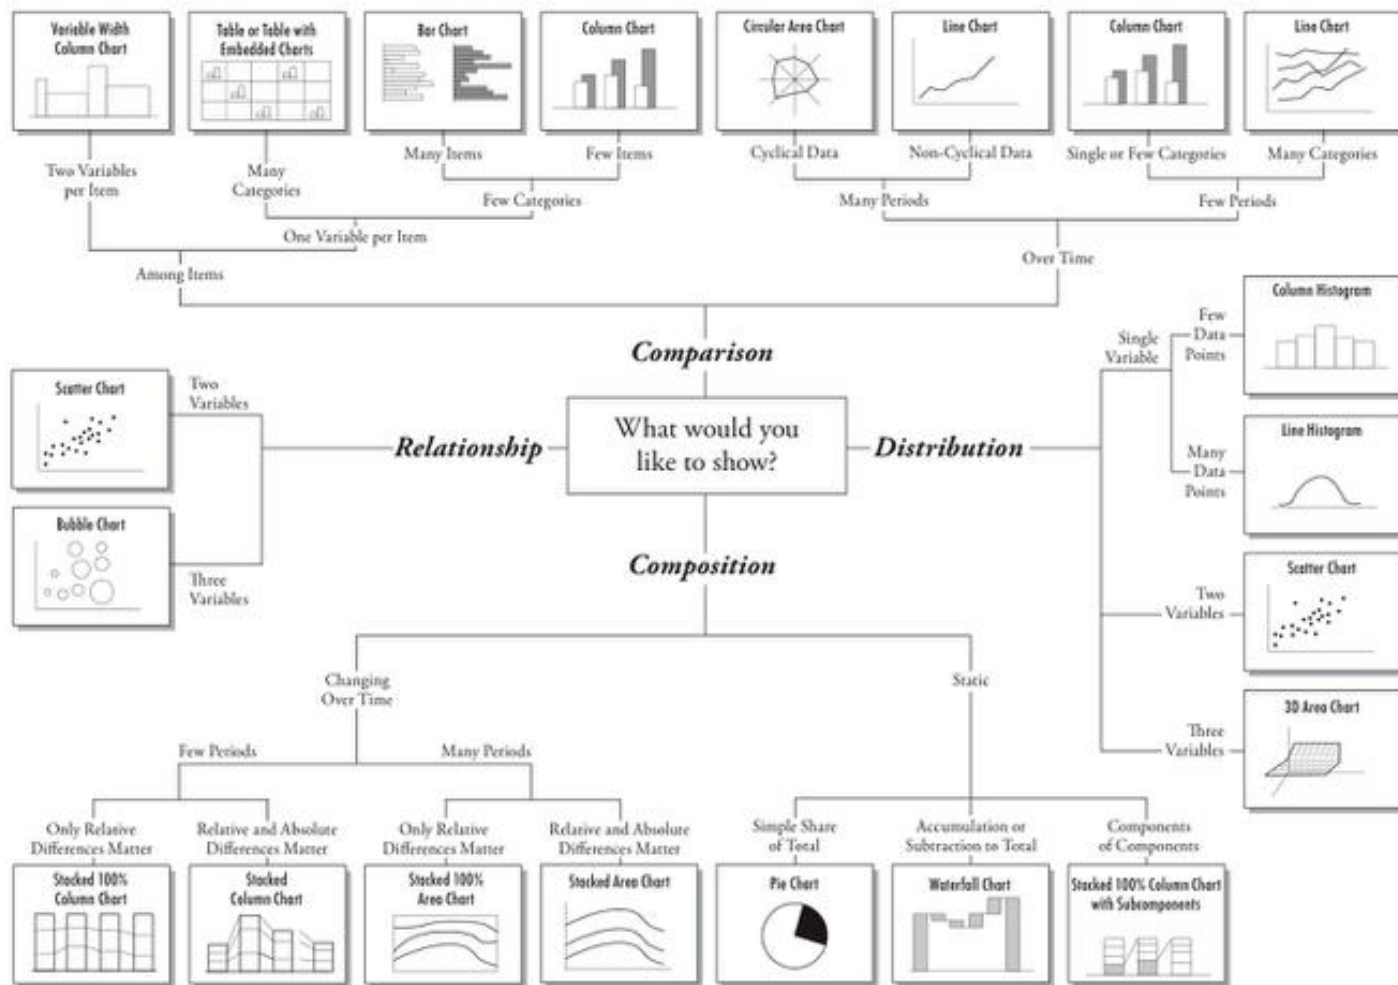 Variable Width
Column Chart
Table or Table with
Embedded Charts
Bar Chart
Column Chart
Circular Area Chart
Line Chart
Column Chart
Line Chart
Two Variables
per Item
Many
Categories
Many Items
Few Items
Cyclical Data
Non-Cyclical Data
Single or Few Categories
Many Categories
Few Categories
Many Periods
Few Periods
One Variable per Item
Among Items
Over Time
Comparison
What would you
like to show?
Relationship
Two
Variables
Scatter Chart
Three
Variables
Bubble Chart
Distribution
Single
Variable
Few
Data
Points
Column Histogram
Many
Data
Points
Line Histogram
Two
Variables
Scatter Chart
Three
Variables
3D Area Chart
Composition
Changing
Over Time
Static
Few Periods
Many Periods
Only Relative
Differences Matter
Relative and Absolute
Differences Matter
Only Relative
Differences Matter
Relative and Absolute
Differences Matter
Simple Share
of Total
Accumulation or
Subtraction to Total
Components
of Components
Stacked 100%
Column Chart
Stacked
Column Chart
Stacked 100%
Area Chart
Stacked Area Chart
Pie Chart
Waterfall Chart
Stacked 100% Column Chart
with Subcomponents